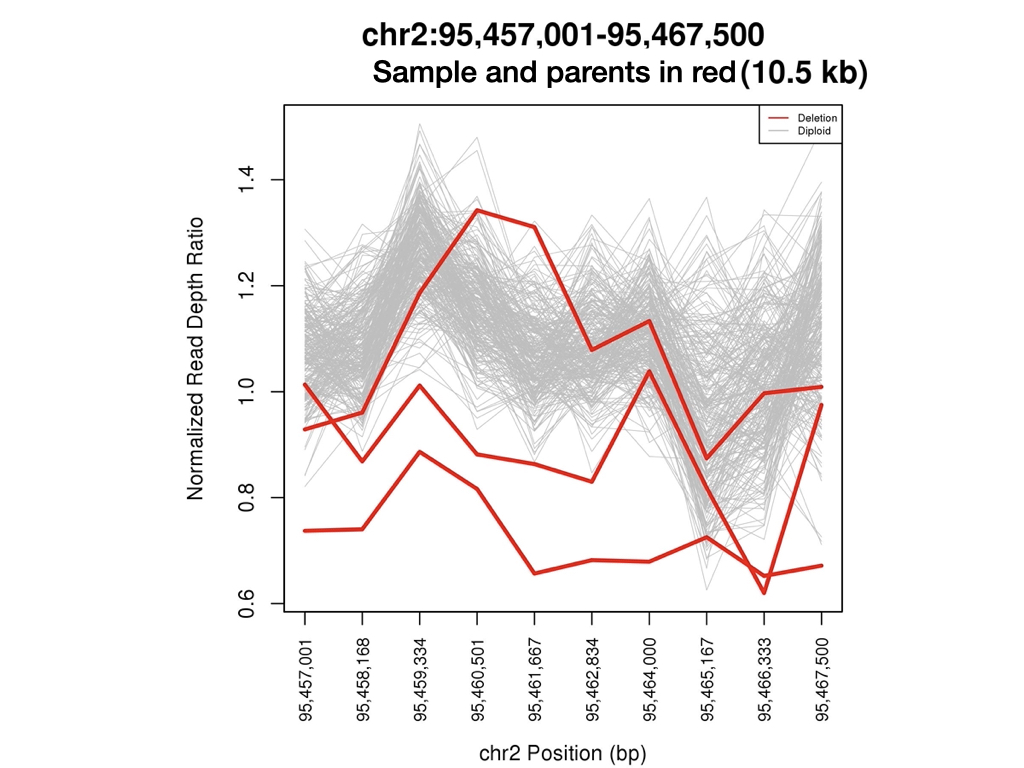 chr2:95,457,001-95,467,500
Sample and parents in red (10.5 kb)
Deletion
Diploid
Normalized Read Depth Ratio
1.4
1.2
1.0
0.8
0.6
95,457,001
95,458,168
95,459,334
95,460,501
95,461,667
95,462,834
95,464,000
95,465,167
95,466,333
95,467,500
chr2 Position (bp)